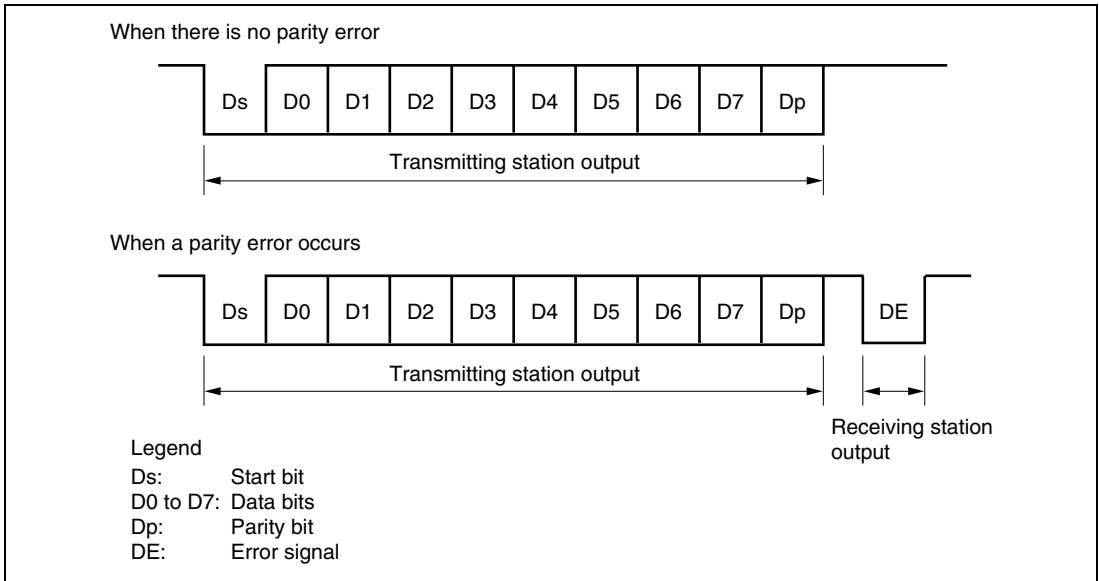 When there is no parity error
Ds D0 D1 D2 D3 D4 D5 D6 D7 Dp
Transmitting station output
When a parity error occurs
Ds D0 D1 D2 D3 D4 D5 D6 D7 Dp DE
Transmitting station output
Receiving station
output
Legend
Ds: Start bit
D0 to D7: Data bits
Dp: Parity bit
DE: Error signal